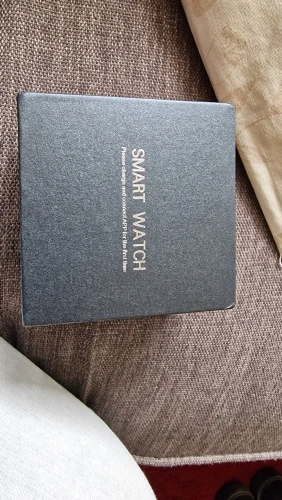 SMART WATCH
Please charge and connect APP for the first time